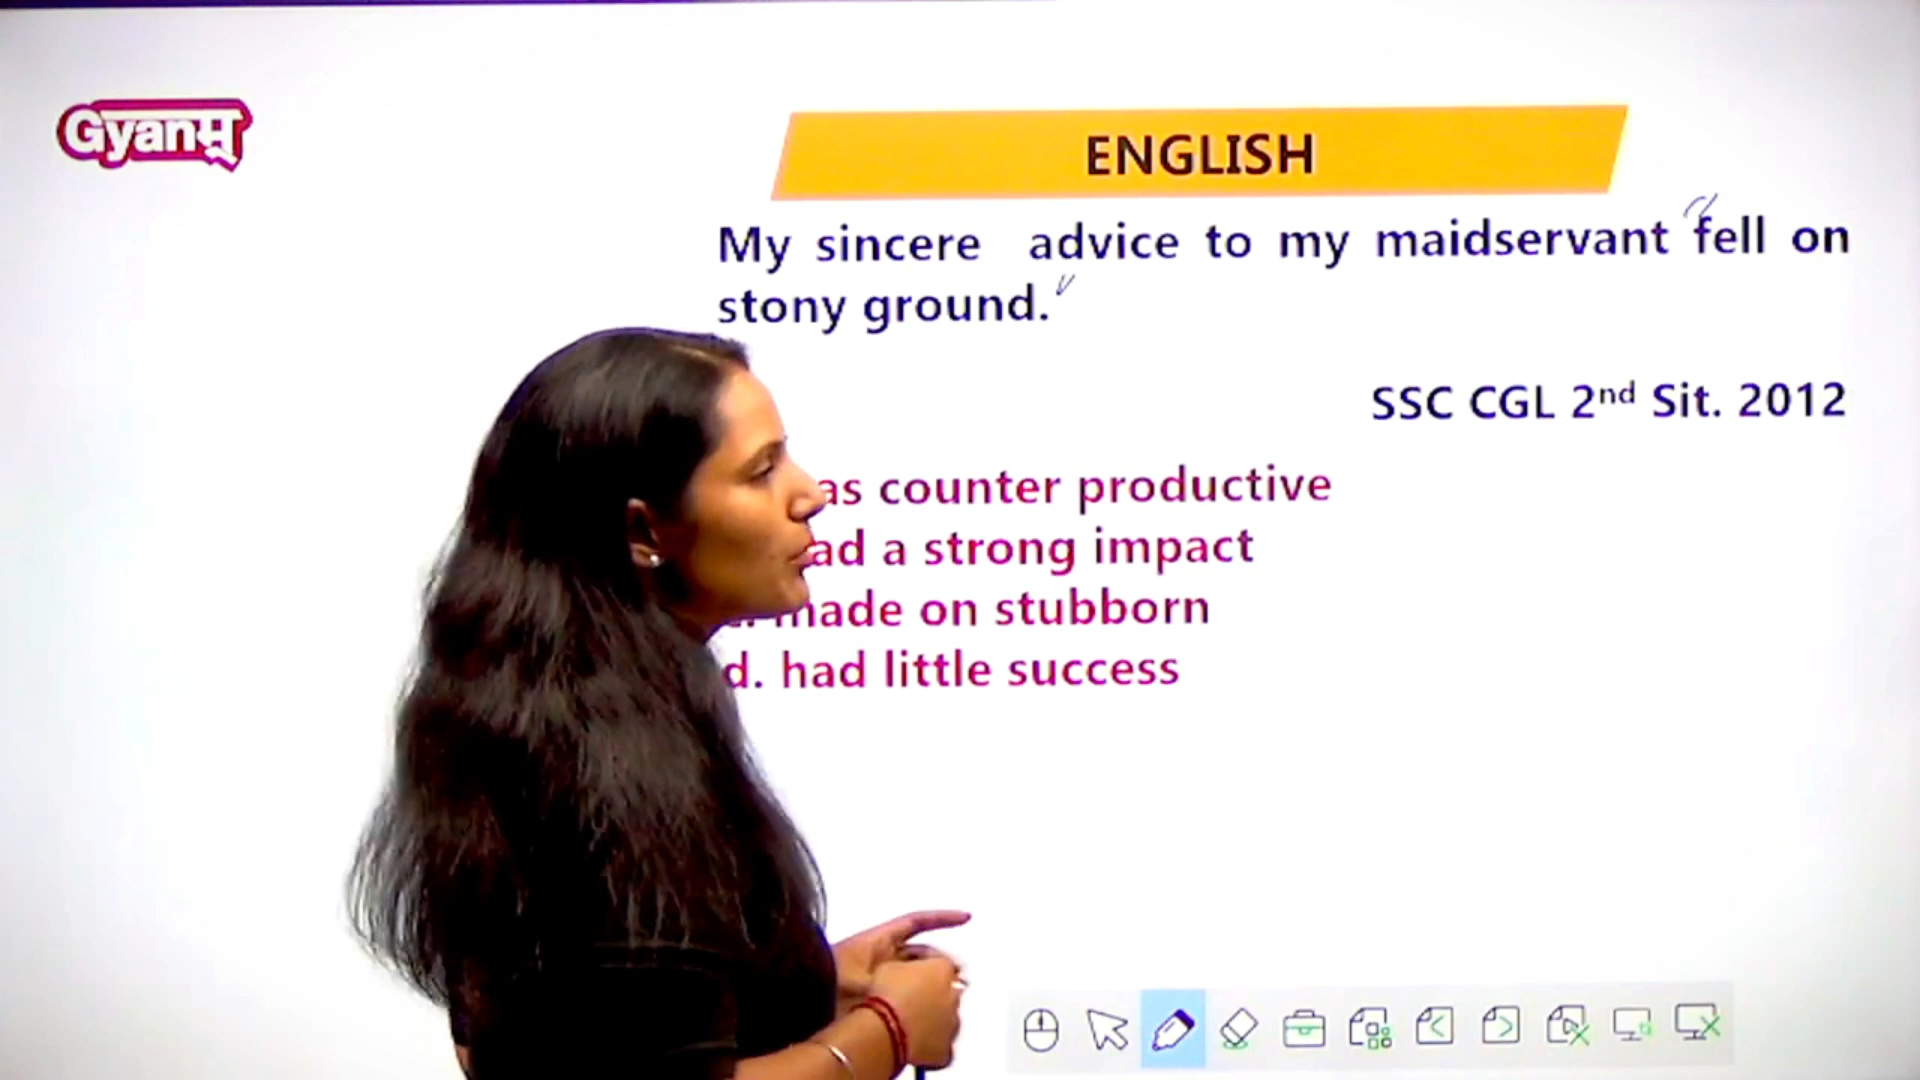 Gyanम्
ENGLISH
My sincere advice to my maidservant fell on
stony ground.
SSC CGL 2nd Sit. 2012
as counter productive
ad a strong impact
made on stubborn
d. had little success